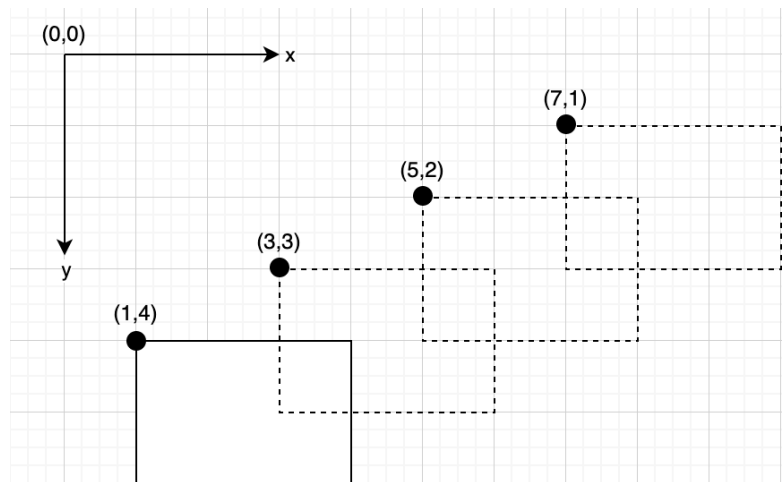 (0,0)
x
(7,1)
(5,2)
(3,3)
y
(1,4)